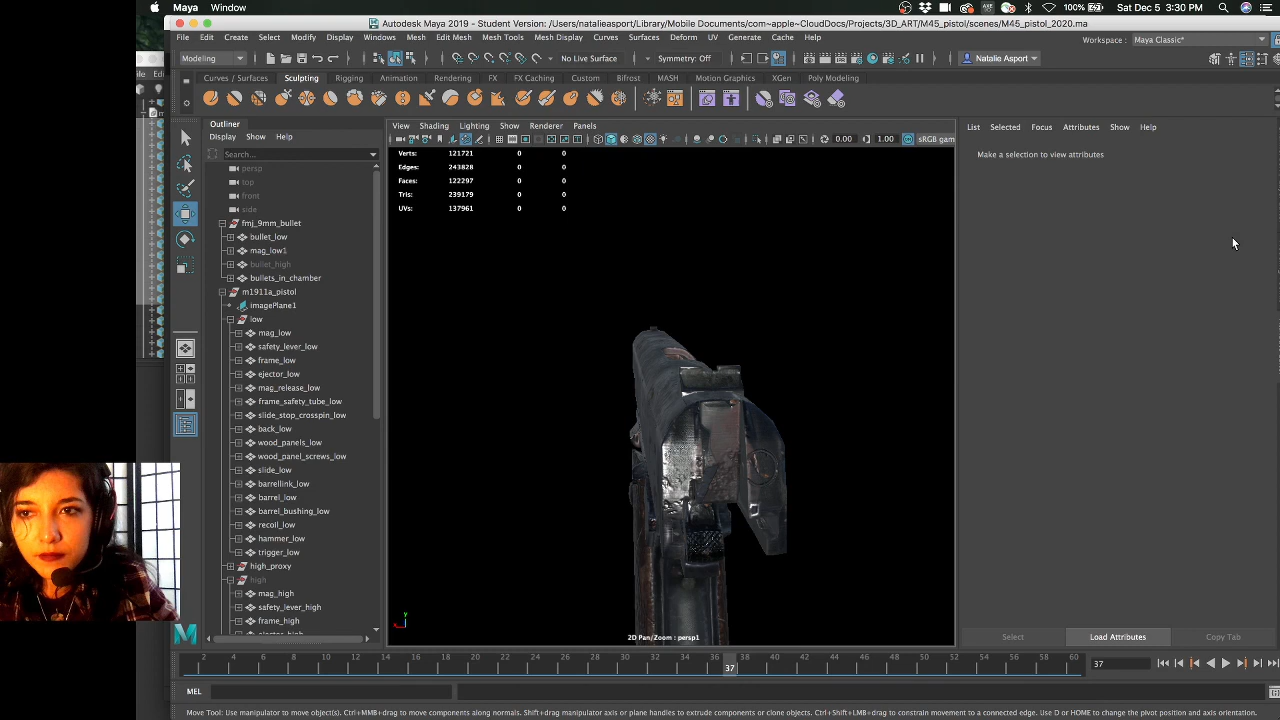 Maya Window
100% Sat Dec 5 3:30 PM
Autodesk Maya 2019 - Student Version: /Users/natalieasport/Library/Mobile Documents/com~apple~CloudDocs/Projects/3D_ART/M45_pistol/scenes/M45_pistol_2020.ma
File Edit Create Select Modify Display Windows Mesh Edit Mesh Mesh Tools Mesh Display Curves Surfaces Deform UV Generate Cache Help Workspace : Maya Classic*
Modeling No Live Surface Symmetry: Off Natalio Asport
Curves / Surfaces Sculpting Rigging Animation Rendering FX FX Caching Custom Bifrost MASH Motion Graphics XGen Poly Modeling
Outliner
Display Show Help
Search...
persp
top
front
side
fmj_9mm_bullet
bullet_low
mag_low1
bullet_high
bullets_in_chamber
m1911a_pistol
imagePlane1
low
mag_low
safety_lever_low
frame_low
ejector_low
mag_release_low
frame_safety_tube_low
slide_stop_crosspin_low
back_low
wood_panels_low
wood_panel_screws_low
slide_low
barrellink_low
barrel_low
barrel_bushing_low
recoil_low
hammer_low
trigger_low
high_proxy
high
mag_high
safety_lever_high
frame_high
View Shading Lighting Show Renderer Panels
0.00 1.00 sRGB gam
Verts: 121721 0 0
Edges: 243828 0 0
Faces: 122297 0 0
Tris: 239179 0 0
UVs: 137961 0 0
2D Pan/Zoom : persp1
List Selected Focus Attributes Show Help
Make a selection to view attributes
Select Load Attributes Copy Tab
2 4 6 8 10 12 14 16 18 20 22 24 26 28 30 32 34 36 38 40 42 44 46 48 50 52 54 56 58 60
37 37
MEL
Move Tool: Use manipulator to move object(s). Ctrl+MMB+drag to move components along normals. Shift+drag manipulator axis or plane handles to extrude components or clone objects. Ctrl+Shift+LMB+drag to constrain movement to a connected edge. Use D or HOME to change the pivot position and axis orientation.